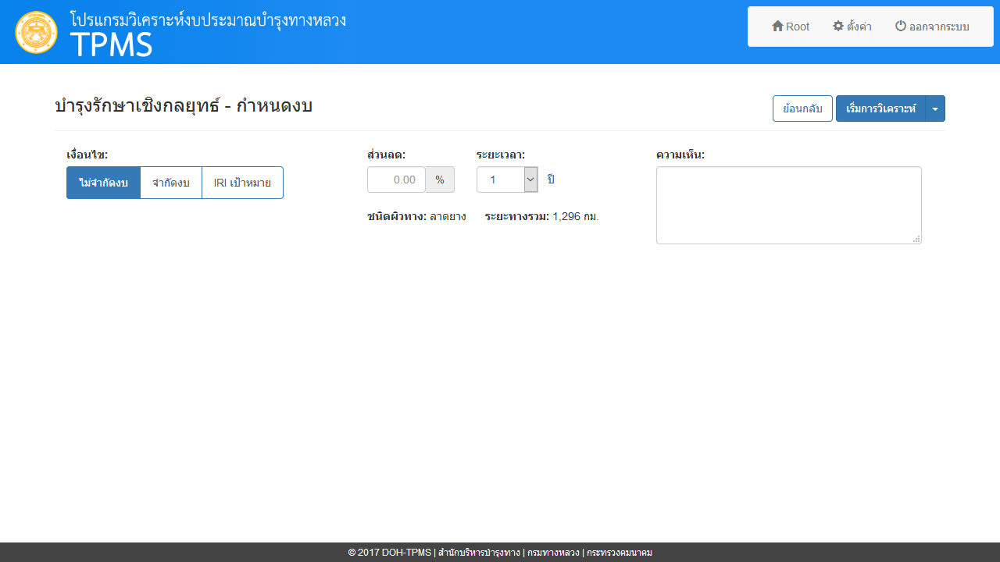 โปรแกรมวิเคราะห์งบประมาณบำรุงทางหลวง
TPMS
Root ตั้งค่า ออกจากระบบ
บำรุงรักษาเชิงกลยุทธ์ - กำหนดงบ
ย้อนกลับ เริ่มการวิเคราะห์
เงื่อนไข: ส่วนลด: ระยะเวลา: ความเห็น:
ไม่จำกัดงบ จำกัดงบ IRI เป้าหมาย 0.00 % 1 ปี
ชนิดผิวทาง: ลาดยาง ระยะทางรวม: 1,296 กม.
© 2017 DOH-TPMS | สำนักบริหารบำรุงทาง | กรมทางหลวง | กระทรวงคมนาคม